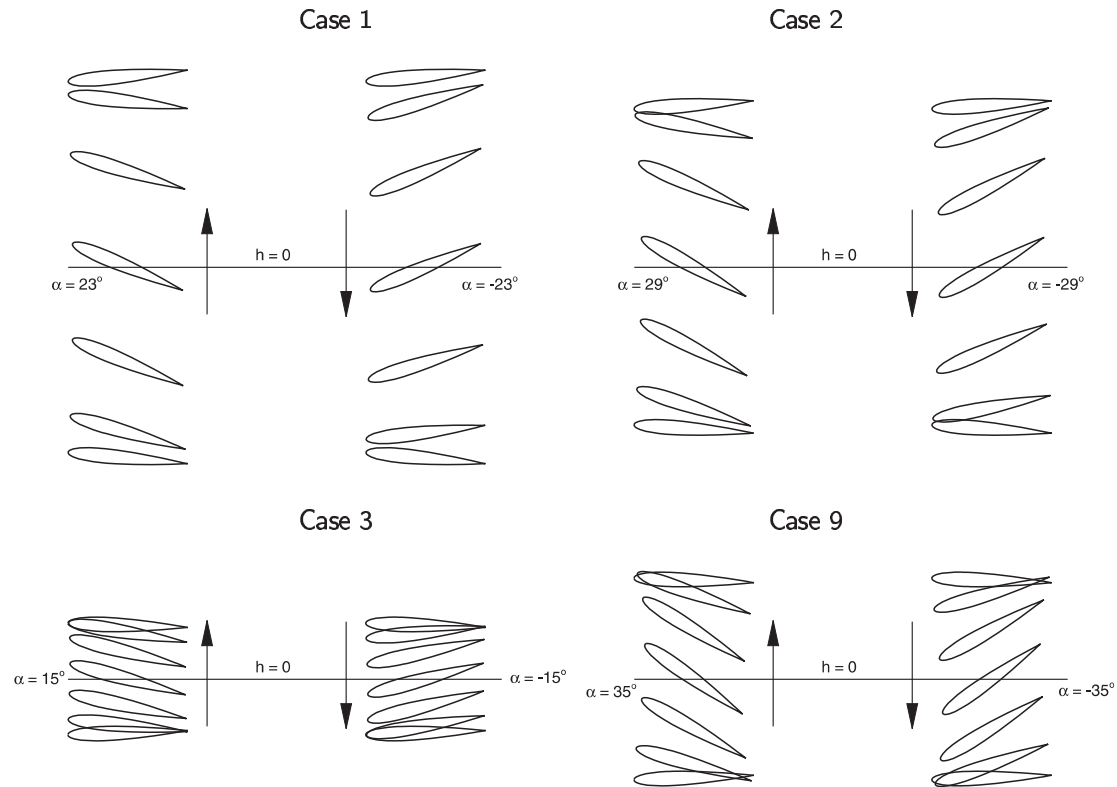 Case 1
h = 0
α = 23°
α = -23°
Case 2
h = 0
α = 29°
α = -29°
Case 3
h = 0
α = 15°
α = -15°
Case 9
h = 0
α = 35°
α = -35°